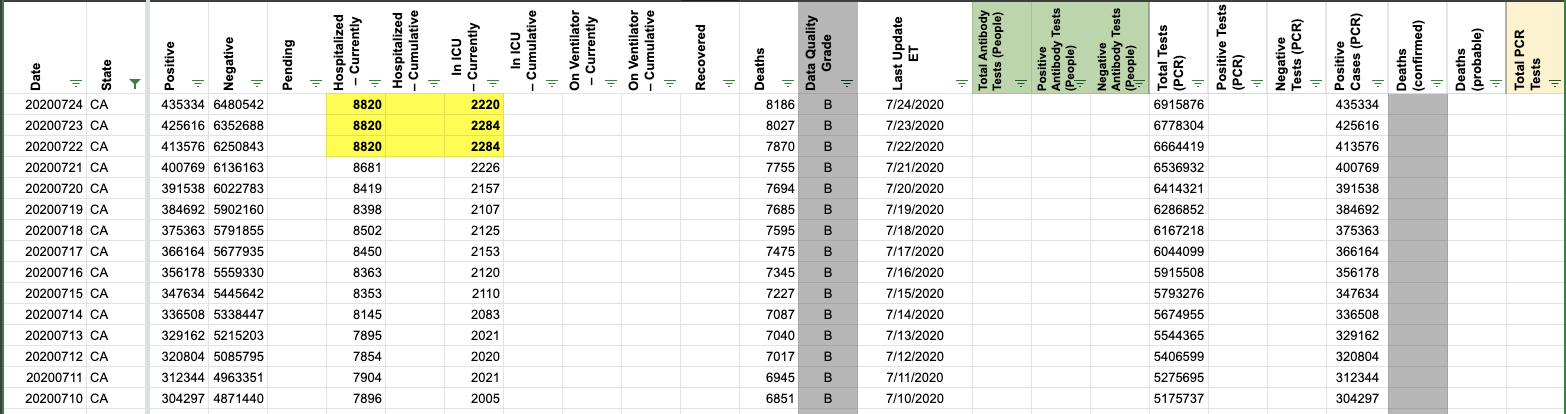 Date State Positive Negative Pending Hospitalized – Currently Hospitalized – Cumulative In ICU – Currently In ICU – Cumulative On Ventilator – Currently On Ventilator – Cumulative Recovered Deaths Data Quality Grade Last Update ET Total Antibody Tests (People) Positive Antibody Tests (People) Negative Antibody Tests (People) Total Tests (PCR) Positive Tests (PCR) Negative Tests (PCR) Positive Cases (PCR) Deaths (confirmed) Deaths (probable) Total PCR Tests
20200724 CA 435334 6480542 8820 2220 8186 B 7/24/2020 6915876 435334
20200723 CA 425616 6352688 8820 2284 8027 B 7/23/2020 6778304 425616
20200722 CA 413576 6250843 8820 2284 7870 B 7/22/2020 6664419 413576
20200721 CA 400769 6136163 8681 2226 7755 B 7/21/2020 6536932 400769
20200720 CA 391538 6022783 8419 2157 7694 B 7/20/2020 6414321 391538
20200719 CA 384692 5902160 8398 2107 7685 B 7/19/2020 6286852 384692
20200718 CA 375363 5791855 8502 2125 7595 B 7/18/2020 6167218 375363
20200717 CA 366164 5677935 8450 2153 7475 B 7/17/2020 6044099 366164
20200716 CA 356178 5559330 8363 2120 7345 B 7/16/2020 5915508 356178
20200715 CA 347634 5445642 8353 2110 7227 B 7/15/2020 5793276 347634
20200714 CA 336508 5338447 8145 2083 7087 B 7/14/2020 5674955 336508
20200713 CA 329162 5215203 7895 2021 7040 B 7/13/2020 5544365 329162
20200712 CA 320804 5085795 7854 2020 7017 B 7/12/2020 5406599 320804
20200711 CA 312344 4963351 7904 2021 6945 B 7/11/2020 5275695 312344
20200710 CA 304297 4871440 7896 2005 6851 B 7/10/2020 5175737 304297